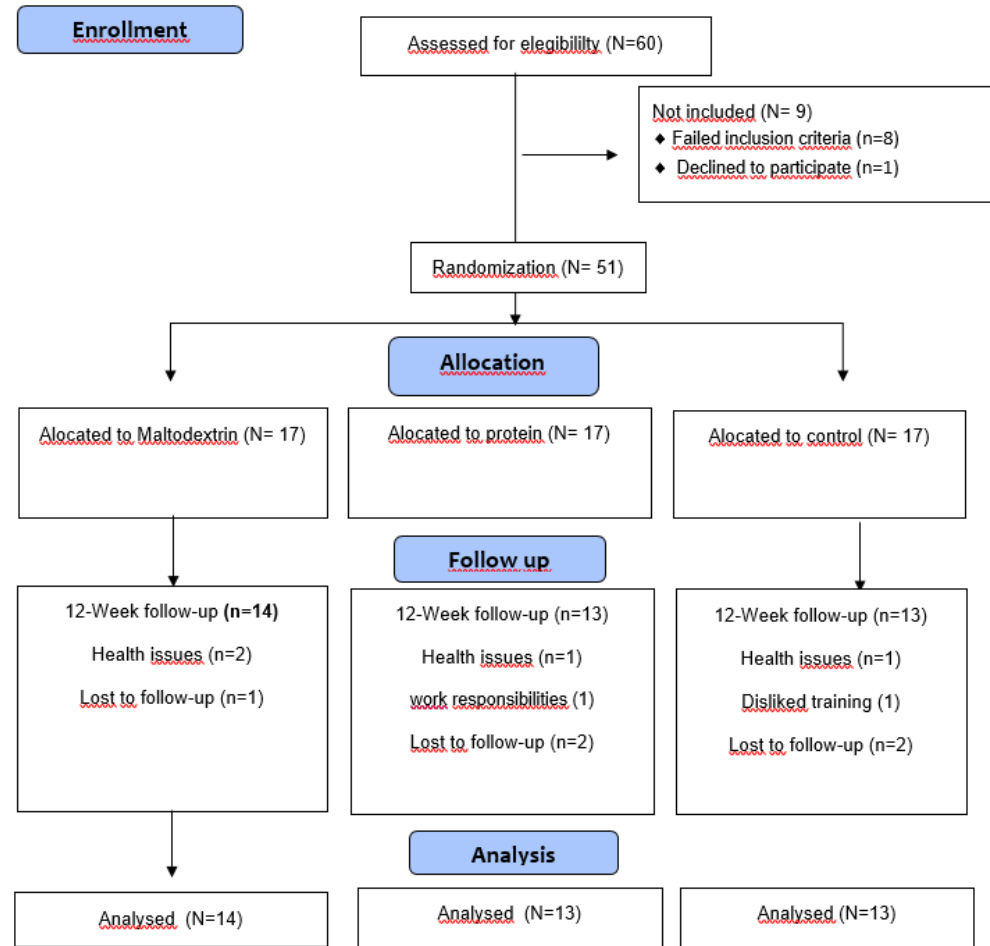 Enrollment
Assessed for elegibililty (N=60)
Not included (N= 9)
◆ Failed inclusion criteria (n=8)
◆ Declined to participate (n=1)
Randomization (N= 51)
Allocation
Alocated to Maltodextrin (N= 17)
Alocated to protein (N= 17)
Alocated to control (N= 17)
Follow up
12-Week follow-up (n=14)
Health issues (n=2)
Lost to follow-up (n=1)
12-Week follow-up (n=13)
Health issues (n=1)
work responsibilities (1)
Lost to follow-up (n=2)
12-Week follow-up (n=13)
Health issues (n=1)
Disliked training (1)
Lost to follow-up (n=2)
Analysis
Analysed (N=14)
Analysed (N=13)
Analysed (N=13)